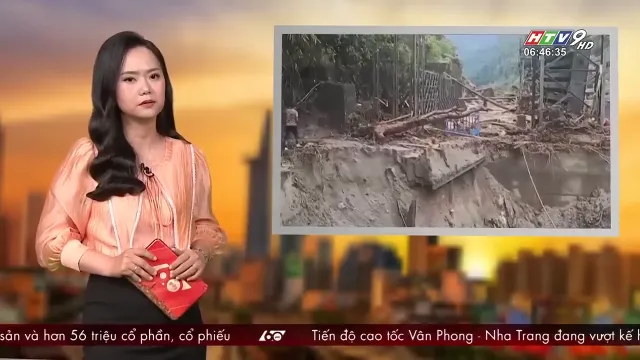 HTV9 HD
06:46:35
sản và hơn 56 triệu cổ phần, cổ phiếu
60
Tiến độ cao tốc Vân Phong - Nha Trang đang vượt kế